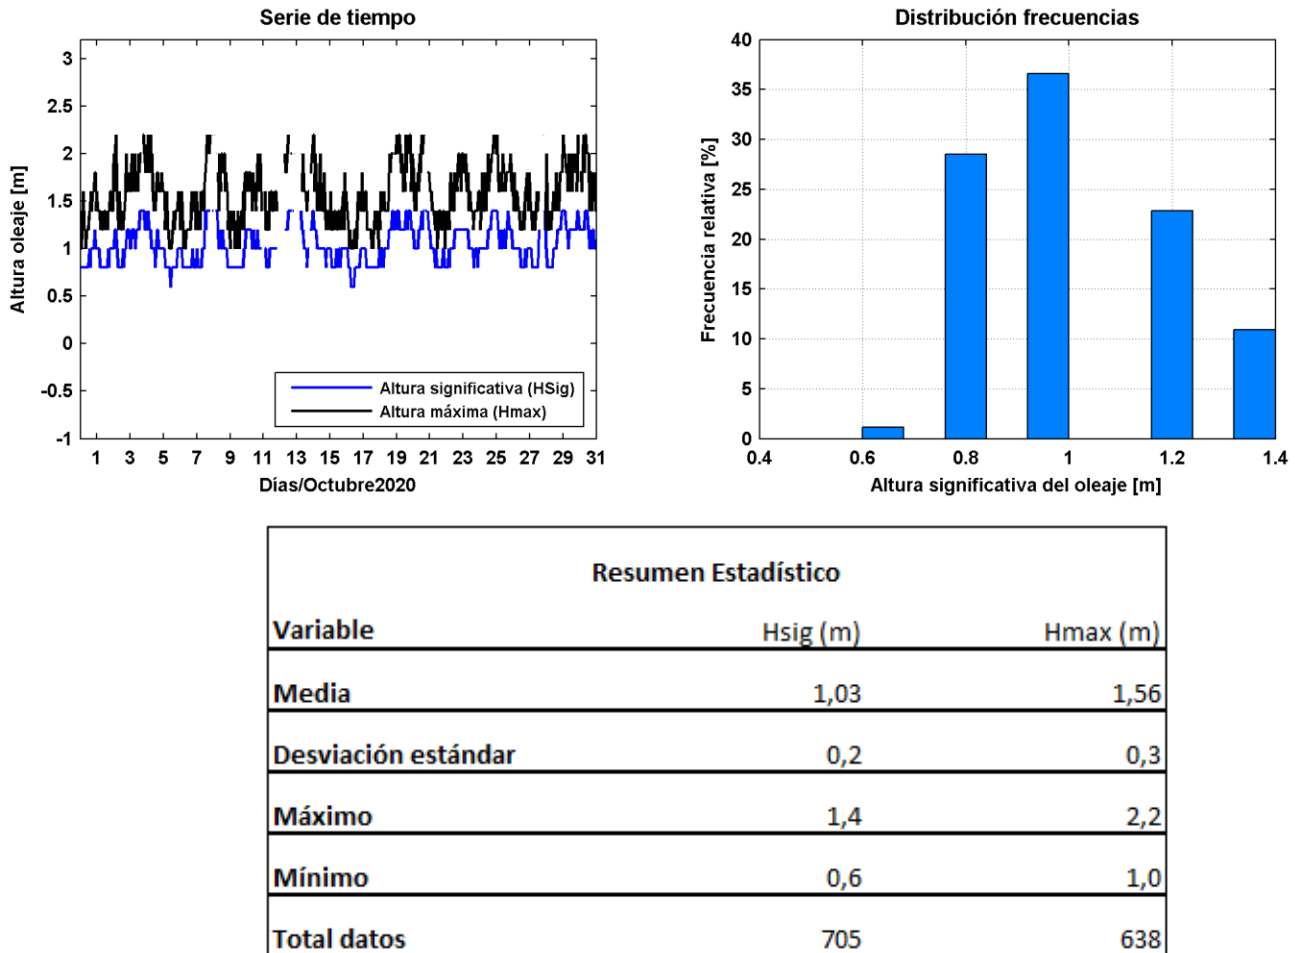 Serie de tiempo
3
2.5
2
1.5
1
0.5
0
-0.5
-1
Altura oleaje [m]
Altura significativa (HSig)
Altura máxima (Hmax)
1 3 5 7 9 11 13 15 17 19 21 23 25 27 29 31
Días/Octubre2020
Distribución frecuencias
40
35
30
25
20
15
10
5
0
Frecuencia relativa [%]
0.4 0.6 0.8 1 1.2 1.4
Altura significativa del oleaje [m]
Resumen Estadístico
Variable Hsig (m) Hmax (m)
Media 1,03 1,56
Desviación estándar 0,2 0,3
Máximo 1,4 2,2
Mínimo 0,6 1,0
Total datos 705 638